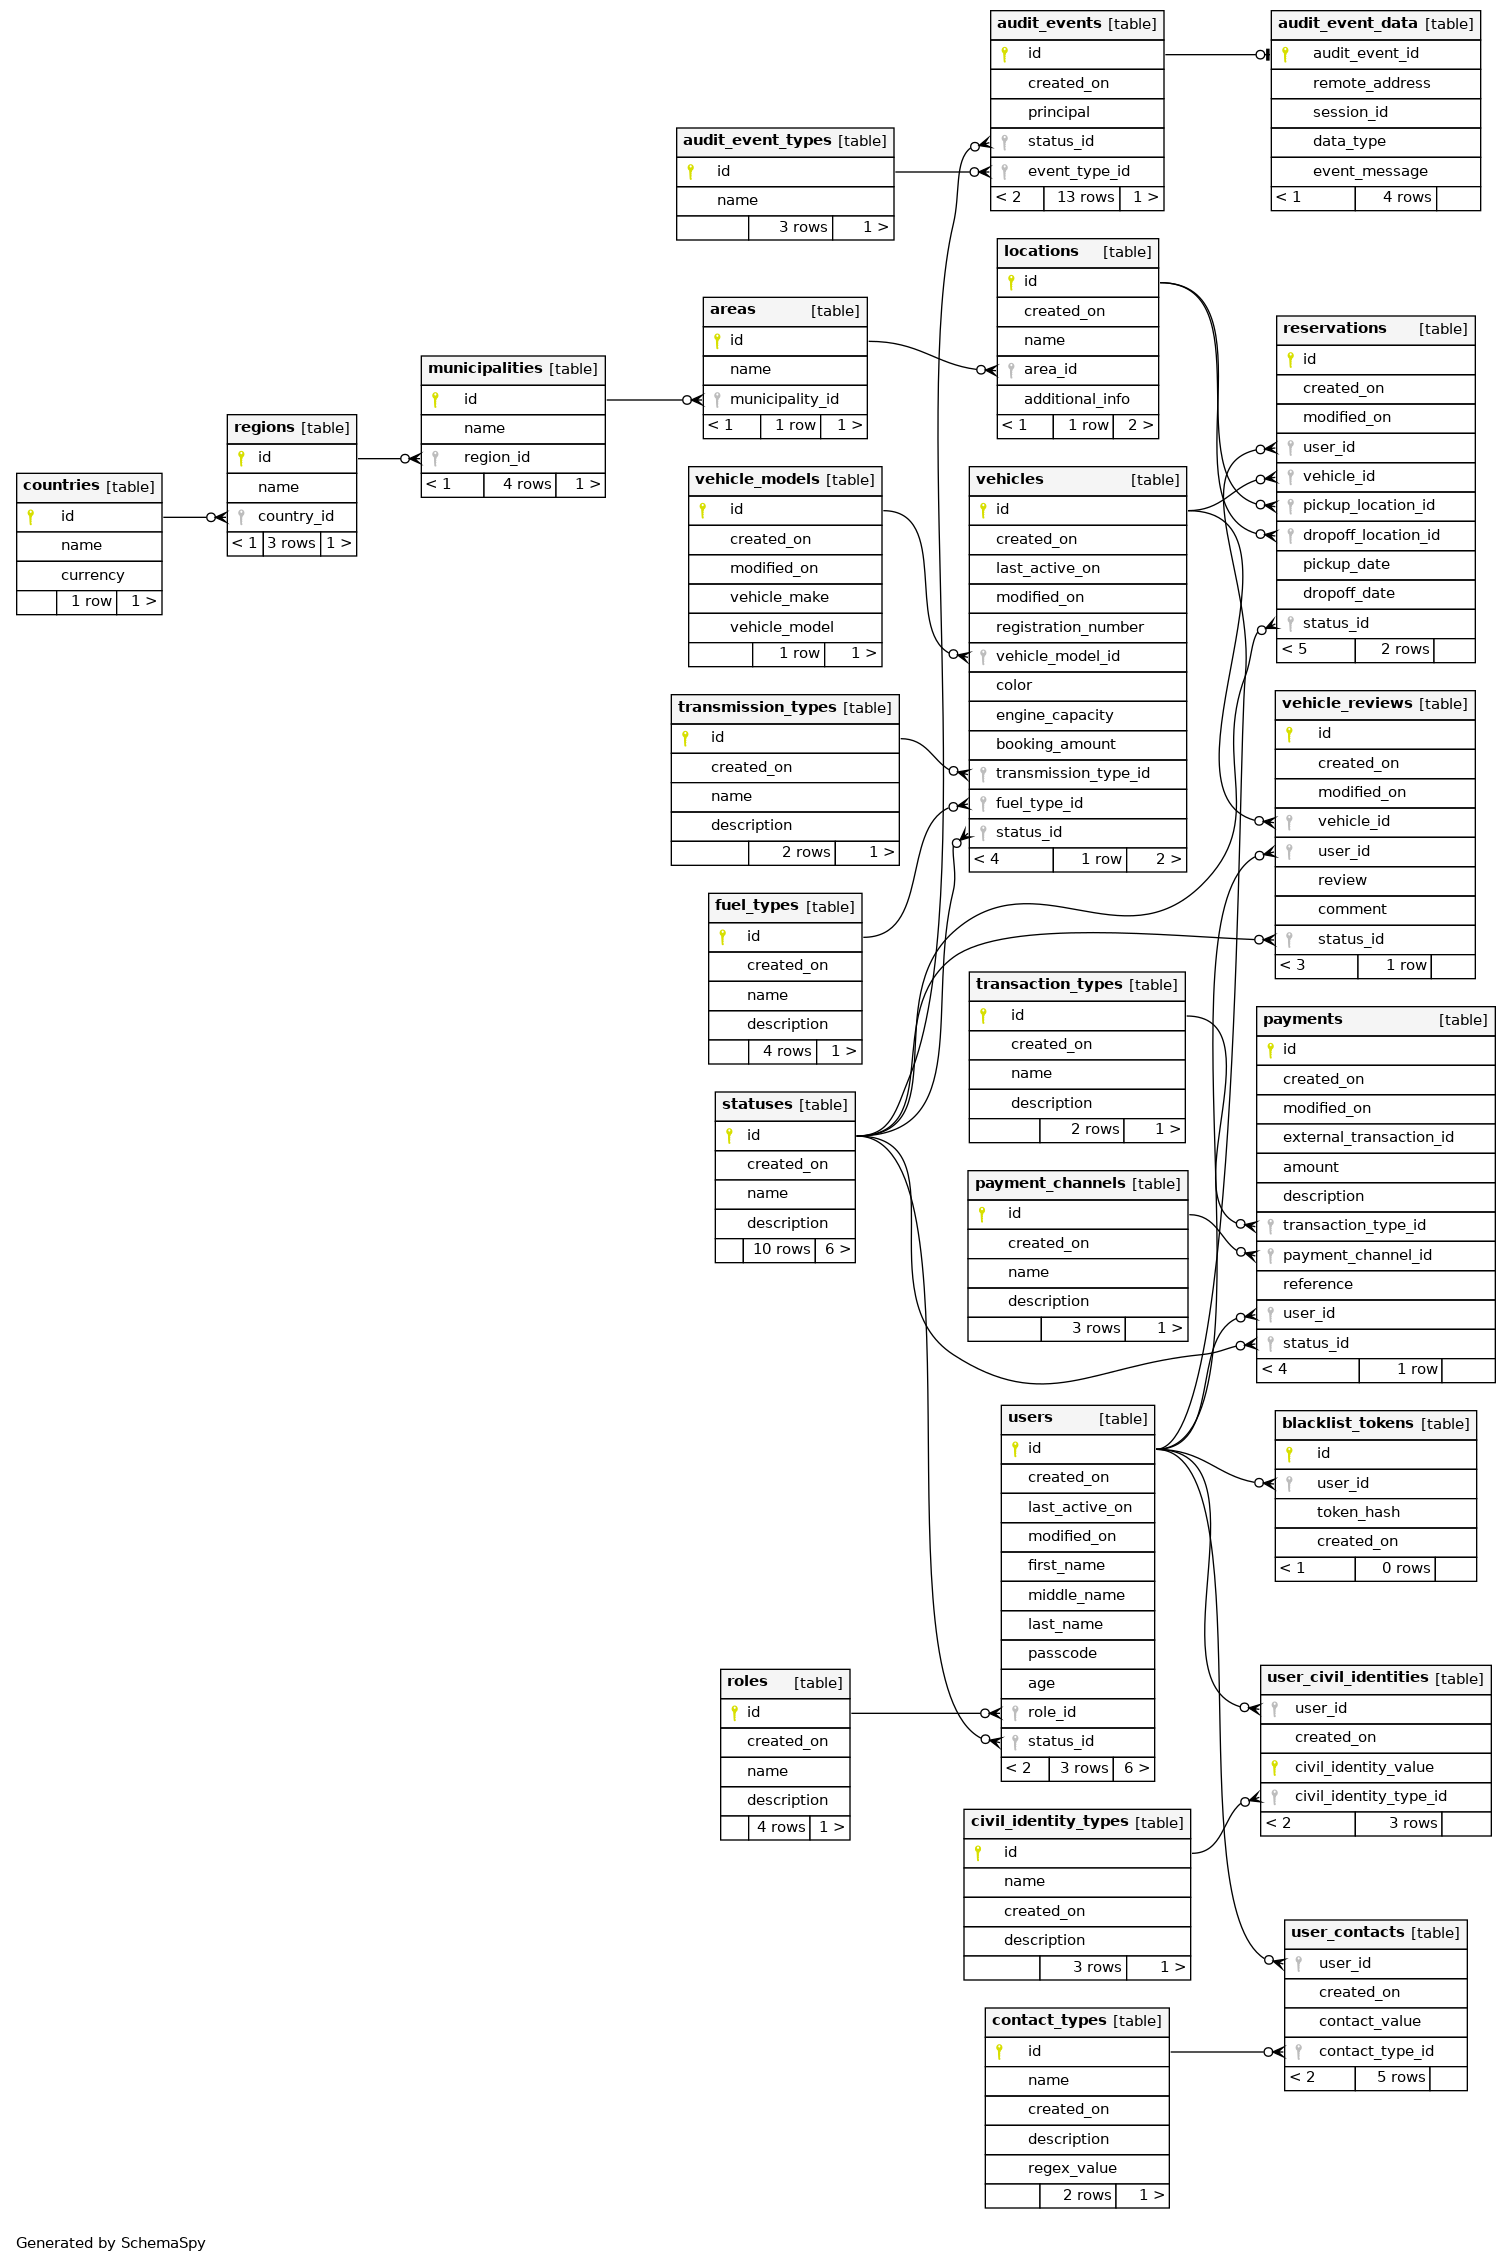 audit_events [table]
id
created_on
principal
status_id
event_type_id
< 2 13 rows 1 >
audit_event_data [table]
audit_event_id
remote_address
session_id
data_type
event_message
< 1 4 rows
audit_event_types [table]
id
name
3 rows 1 >
locations [table]
id
created_on
name
area_id
additional_info
< 1 1 row 2 >
areas [table]
id
name
municipality_id
< 1 1 row 1 >
reservations [table]
id
created_on
modified_on
user_id
vehicle_id
pickup_location_id
dropoff_location_id
pickup_date
dropoff_date
status_id
< 5 2 rows
municipalities [table]
id
name
region_id
< 1 4 rows 1 >
regions [table]
id
name
country_id
< 1 3 rows 1 >
countries [table]
id
name
currency
1 row 1 >
vehicle_models [table]
id
created_on
modified_on
vehicle_make
vehicle_model
1 row 1 >
vehicles [table]
id
created_on
last_active_on
modified_on
registration_number
vehicle_model_id
color
engine_capacity
booking_amount
transmission_type_id
fuel_type_id
status_id
< 4 1 row 2 >
transmission_types [table]
id
created_on
name
description
2 rows 1 >
vehicle_reviews [table]
id
created_on
modified_on
vehicle_id
user_id
review
comment
status_id
< 3 1 row
fuel_types [table]
id
created_on
name
description
4 rows 1 >
transaction_types [table]
id
created_on
name
description
2 rows 1 >
payments [table]
id
created_on
modified_on
external_transaction_id
amount
description
transaction_type_id
payment_channel_id
reference
user_id
status_id
< 4 1 row
statuses [table]
id
created_on
name
description
10 rows 6 >
payment_channels [table]
id
created_on
name
description
3 rows 1 >
users [table]
id
created_on
last_active_on
modified_on
first_name
middle_name
last_name
passcode
age
role_id
status_id
< 2 3 rows 6 >
blacklist_tokens [table]
id
user_id
token_hash
created_on
< 1 0 rows
roles [table]
id
created_on
name
description
4 rows 1 >
user_civil_identities [table]
user_id
created_on
civil_identity_value
civil_identity_type_id
< 2 3 rows
civil_identity_types [table]
id
name
created_on
description
3 rows 1 >
user_contacts [table]
user_id
created_on
contact_value
contact_type_id
< 2 5 rows
contact_types [table]
id
name
created_on
description
regex_value
2 rows 1 >
Generated by SchemaSpy